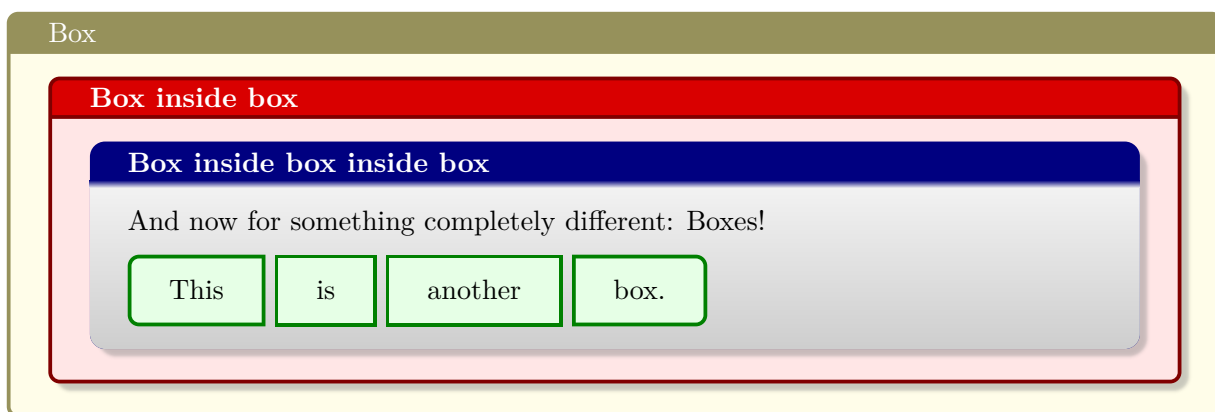 Box
Box inside box
Box inside box inside box
And now for something completely different: Boxes!
This is another box.